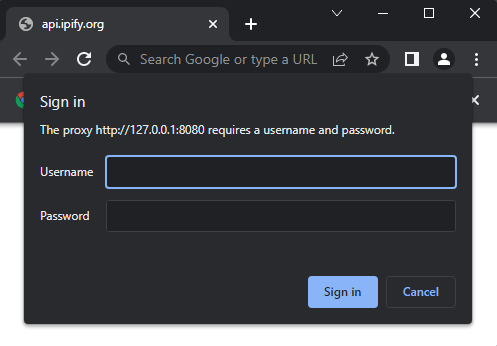 api.ipify.org
Search Google or type a URL
Sign in
The proxy http://127.0.0.1:8080 requires a username and password.
Username
Password
Sign in
Cancel